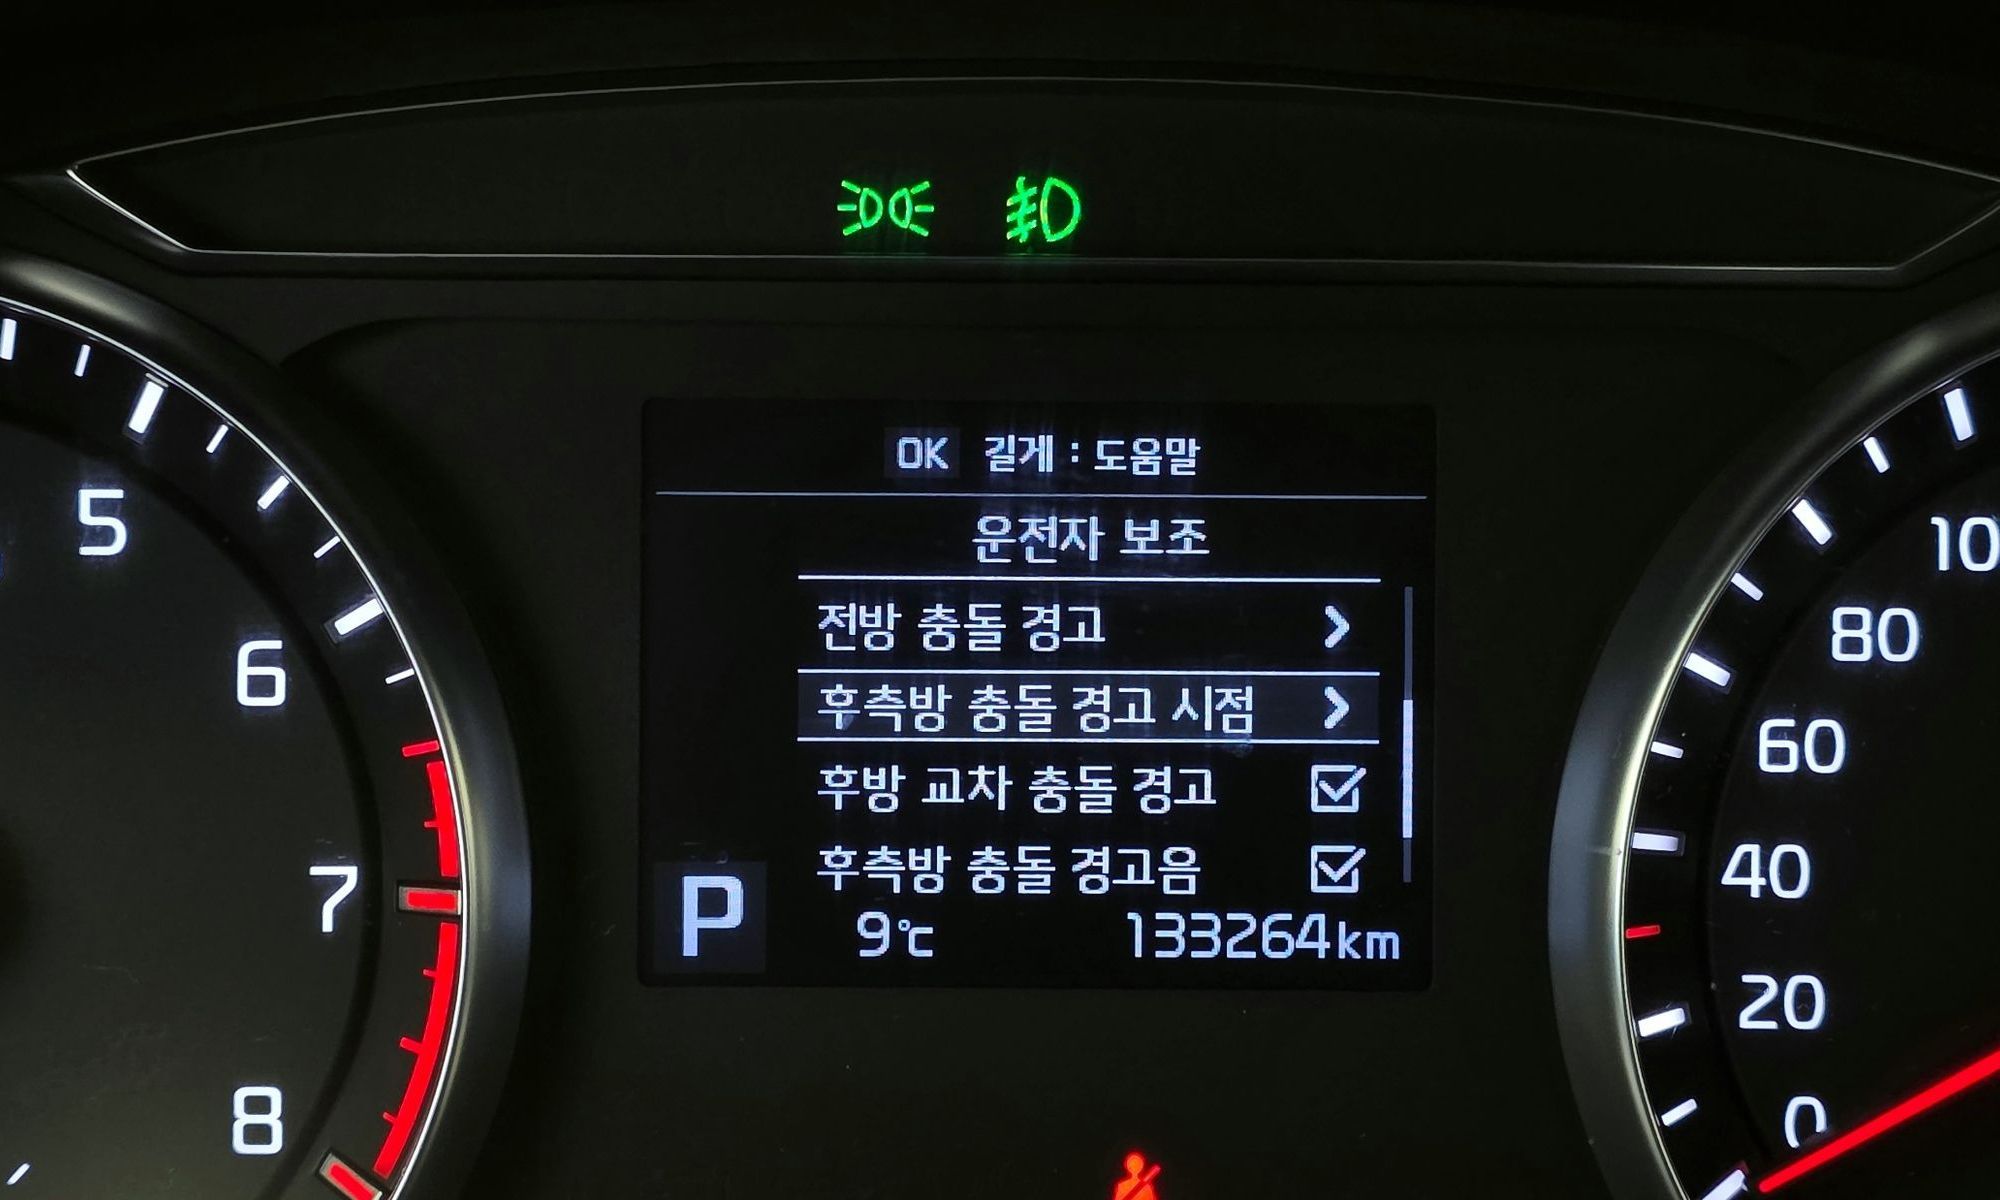 OK 길게 : 도움말
운전자 보조
전방 충돌 경고
후측방 충돌 경고 시점
후방 교차 충돌 경고
후측방 충돌 경고음
P 9℃ 133264km
5
6
7
8
10
80
60
40
20
0